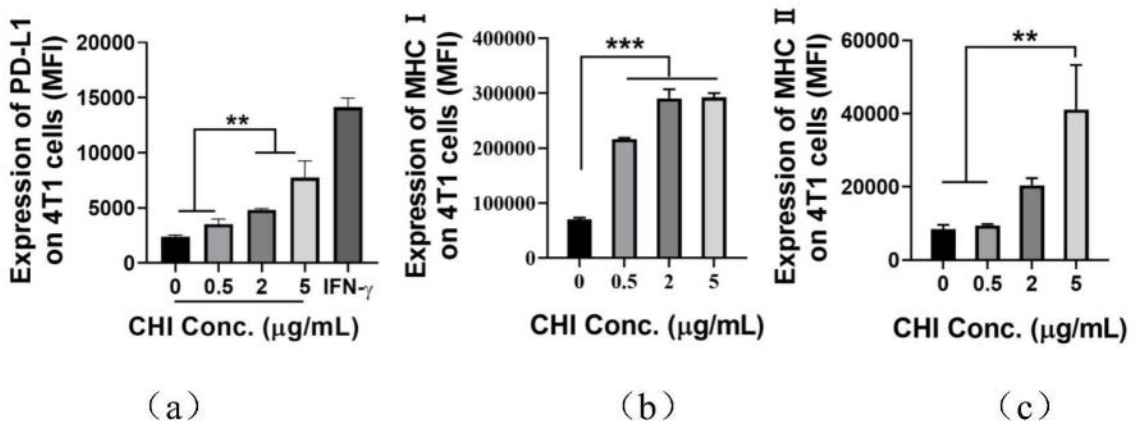 Expression of PD-L1
on 4T1 cells (MFI)
20000
15000
10000
5000
0
**
0 0.5 2 5 IFN-γ
CHI Conc. (μg/mL)
(a)
Expression of MHC Ⅰ
on 4T1 cells (MFI)
400000
300000
200000
100000
0
***
0 0.5 2 5
CHI Conc. (μg/mL)
(b)
Expression of MHC Ⅱ
on 4T1 cells (MFI)
60000
40000
20000
0
**
0 0.5 2 5
CHI Conc. (μg/mL)
(c)